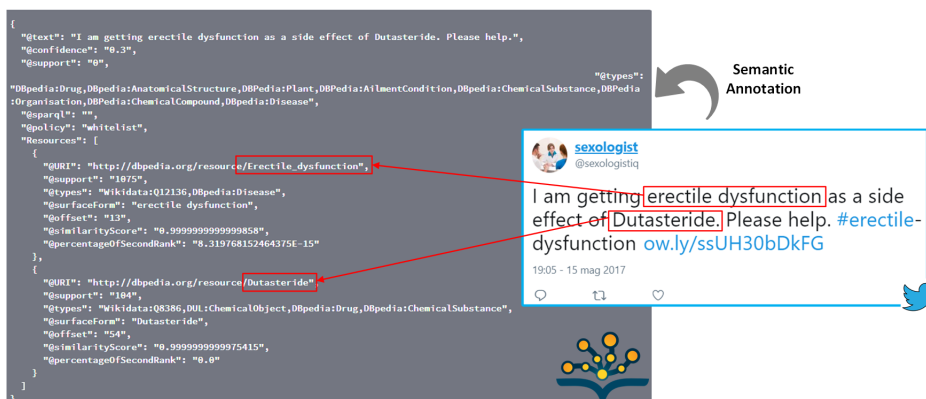 {
"@text": "I am getting erectile dysfunction as a side effect of Dutasteride. Please help.",
"@confidence": "0.3",
"@support": "0",
"@types":
"DBpedia:Drug,DBpedia:AnatomicalStructure,DBPedia:Plant,DBPedia:AilmentCondition,DBpedia:ChemicalSubstance,DBPedia
:Organisation,DBPedia:ChemicalCompound,DBPedia:Disease",
"@sparql": "",
"@policy": "whitelist",
"Resources": [
{
"@URI": "http://dbpedia.org/resource/Erectile_dysfunction",
"@support": "1075",
"@types": "Wikidata:Q12136,DBpedia:Disease",
"@surfaceForm": "erectile dysfunction",
"@offset": "13",
"@similarityScore": "0.9999999999999858",
"@percentageOfSecondRank": "8.319768152464375E-15"
},
{
"@URI": "http://dbpedia.org/resource/Dutasteride"
"@support": "104",
"@types": "Wikidata:Q8386,DUL:ChemicalObject,DBpedia:Drug,DBpedia:ChemicalSubstance",
"@surfaceForm": "Dutasteride",
"@offset": "54",
"@similarityScore": "0.9999999999975415",
"@percentageOfSecondRank": "0.0"
}
]
}
Semantic
Annotation
sexologist
@sexologistiq
I am getting erectile dysfunction as a side
effect of Dutasteride. Please help. #erectile-
dysfunction ow.ly/ssUH30bDkFG
19:05 - 15 mag 2017